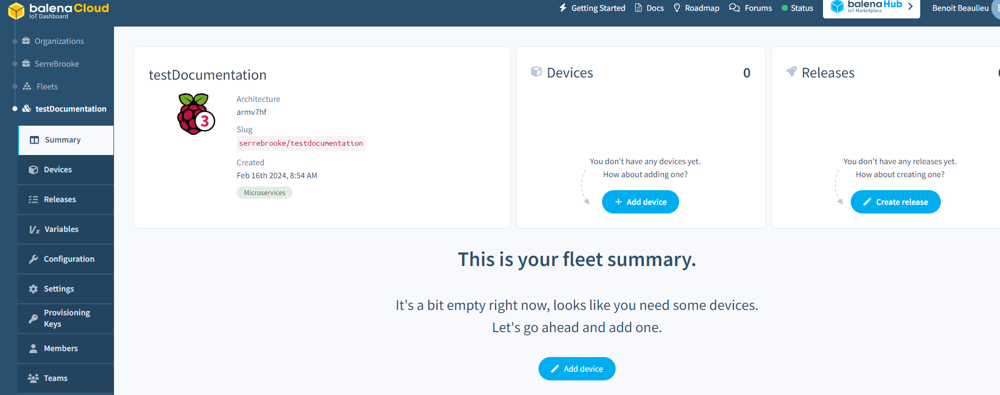 balenaCloud
IoT Dashboard
Getting Started
Docs
Roadmap
Forums
Status
balenaHub
IoT Marketplace
Benoit Beaulieu
Organizations
SerreBrooke
Fleets
testDocumentation
Summary
Devices
Releases
Variables
Configuration
Settings
Provisioning
Keys
Members
Teams
testDocumentation
3
Architecture
armv7hf
Slug
serrebrooke/testdocumentation
Created
Feb 16th 2024, 8:54 AM
Microservices
Devices
0
You don't have any devices yet.
How about adding one?
Add device
Releases
You don't have any releases yet.
How about creating one?
Create release
This is your fleet summary.
It's a bit empty right now, looks like you need some devices.
Let's go ahead and add one.
Add device